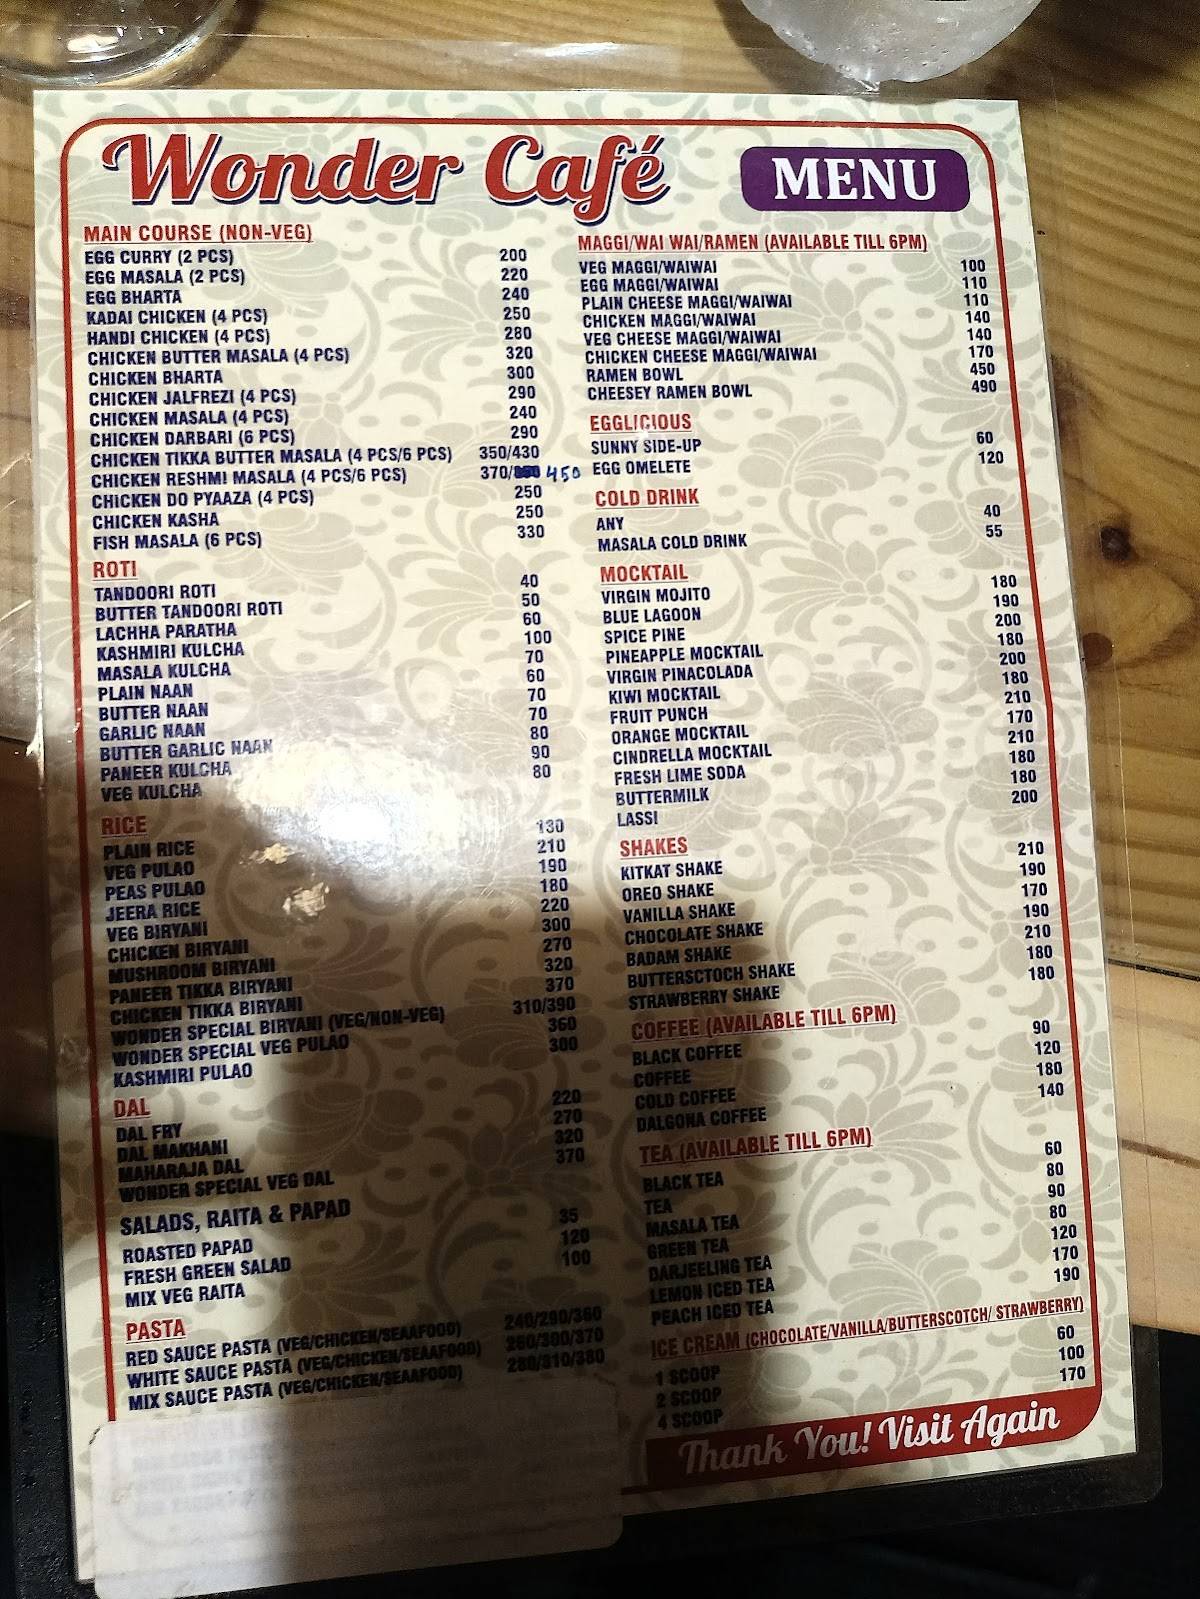 Wonder Café
MENU
MAIN COURSE (NON-VEG)
EGG CURRY (2 PCS) 200
EGG MASALA (2 PCS) 220
EGG BHARTA 240
KADAI CHICKEN (4 PCS) 250
HANDI CHICKEN (4 PCS) 280
CHICKEN BUTTER MASALA (4 PCS) 320
CHICKEN BHARTA 300
CHICKEN JALFREZI (4 PCS) 290
CHICKEN MASALA (4 PCS) 240
CHICKEN DARBARI (6 PCS) 290
CHICKEN TIKKA BUTTER MASALA (4 PCS/6 PCS) 350/430
CHICKEN RESHMI MASALA (4 PCS/6 PCS) 370/ 450
CHICKEN DO PYAAZA (4 PCS) 250
CHICKEN KASHA 250
FISH MASALA (6 PCS) 330
ROTI
TANDOORI ROTI 40
BUTTER TANDOORI ROTI 50
LACHHA PARATHA 60
KASHMIRI KULCHA 100
MASALA KULCHA 70
PLAIN NAAN 60
BUTTER NAAN 70
GARLIC NAAN 70
BUTTER GARLIC NAAN 80
PANEER KULCHA 90
VEG KULCHA 80
RICE
PLAIN RICE 130
VEG PULAO 210
PEAS PULAO 190
JEERA RICE 180
VEG BIRYANI 220
CHICKEN BIRYANI 300
MUSHROOM BIRYANI 270
PANEER TIKKA BIRYANI 320
CHICKEN TIKKA BIRYANI 370
WONDER SPECIAL BIRYANI (VEG/NON-VEG) 310/390
WONDER SPECIAL VEG PULAO 360
KASHMIRI PULAO 300
DAL
DAL FRY 220
DAL MAKHANI 270
MAHARAJA DAL 320
WONDER SPECIAL VEG DAL 370
SALADS, RAITA & PAPAD
ROASTED PAPAD 35
FRESH GREEN SALAD 120
MIX VEG RAITA 100
PASTA
RED SAUCE PASTA (VEG/CHICKEN/SEAAFOOD) 240/290/360
WHITE SAUCE PASTA (VEG/CHICKEN/SEAAFOOD) 260/300/370
MIX SAUCE PASTA (VEG/CHICKEN/SEAAFOOD) 280/310/380
MAGGI/WAI WAI/RAMEN (AVAILABLE TILL 6PM)
VEG MAGGI/WAIWAI 100
EGG MAGGI/WAIWAI 110
PLAIN CHEESE MAGGI/WAIWAI 110
CHICKEN MAGGI/WAIWAI 140
VEG CHEESE MAGGI/WAIWAI 140
CHICKEN CHEESE MAGGI/WAIWAI 170
RAMEN BOWL 450
CHEESEY RAMEN BOWL 490
EGGLICIOUS
SUNNY SIDE-UP 60
EGG OMELETE 120
COLD DRINK
ANY 40
MASALA COLD DRINK 55
MOCKTAIL
VIRGIN MOJITO 180
BLUE LAGOON 190
SPICE PINE 200
PINEAPPLE MOCKTAIL 180
VIRGIN PINACOLADA 200
KIWI MOCKTAIL 180
FRUIT PUNCH 210
ORANGE MOCKTAIL 170
CINDRELLA MOCKTAIL 210
FRESH LIME SODA 180
BUTTERMILK 180
LASSI 200
SHAKES
KITKAT SHAKE 210
OREO SHAKE 190
VANILLA SHAKE 170
CHOCOLATE SHAKE 190
BADAM SHAKE 210
BUTTERSCTOCH SHAKE 180
STRAWBERRY SHAKE 180
COFFEE (AVAILABLE TILL 6PM)
BLACK COFFEE 90
COFFEE 120
COLD COFFEE 180
DALGONA COFFEE 140
TEA (AVAILABLE TILL 6PM)
BLACK TEA 60
TEA 80
MASALA TEA 90
GREEN TEA 80
DARJEELING TEA 120
LEMON ICED TEA 170
PEACH ICED TEA 190
ICE CREAM (CHOCOLATE/VANILLA/BUTTERSCOTCH/ STRAWBERRY)
1 SCOOP 60
2 SCOOP 100
4 SCOOP 170
Thank You! Visit Again